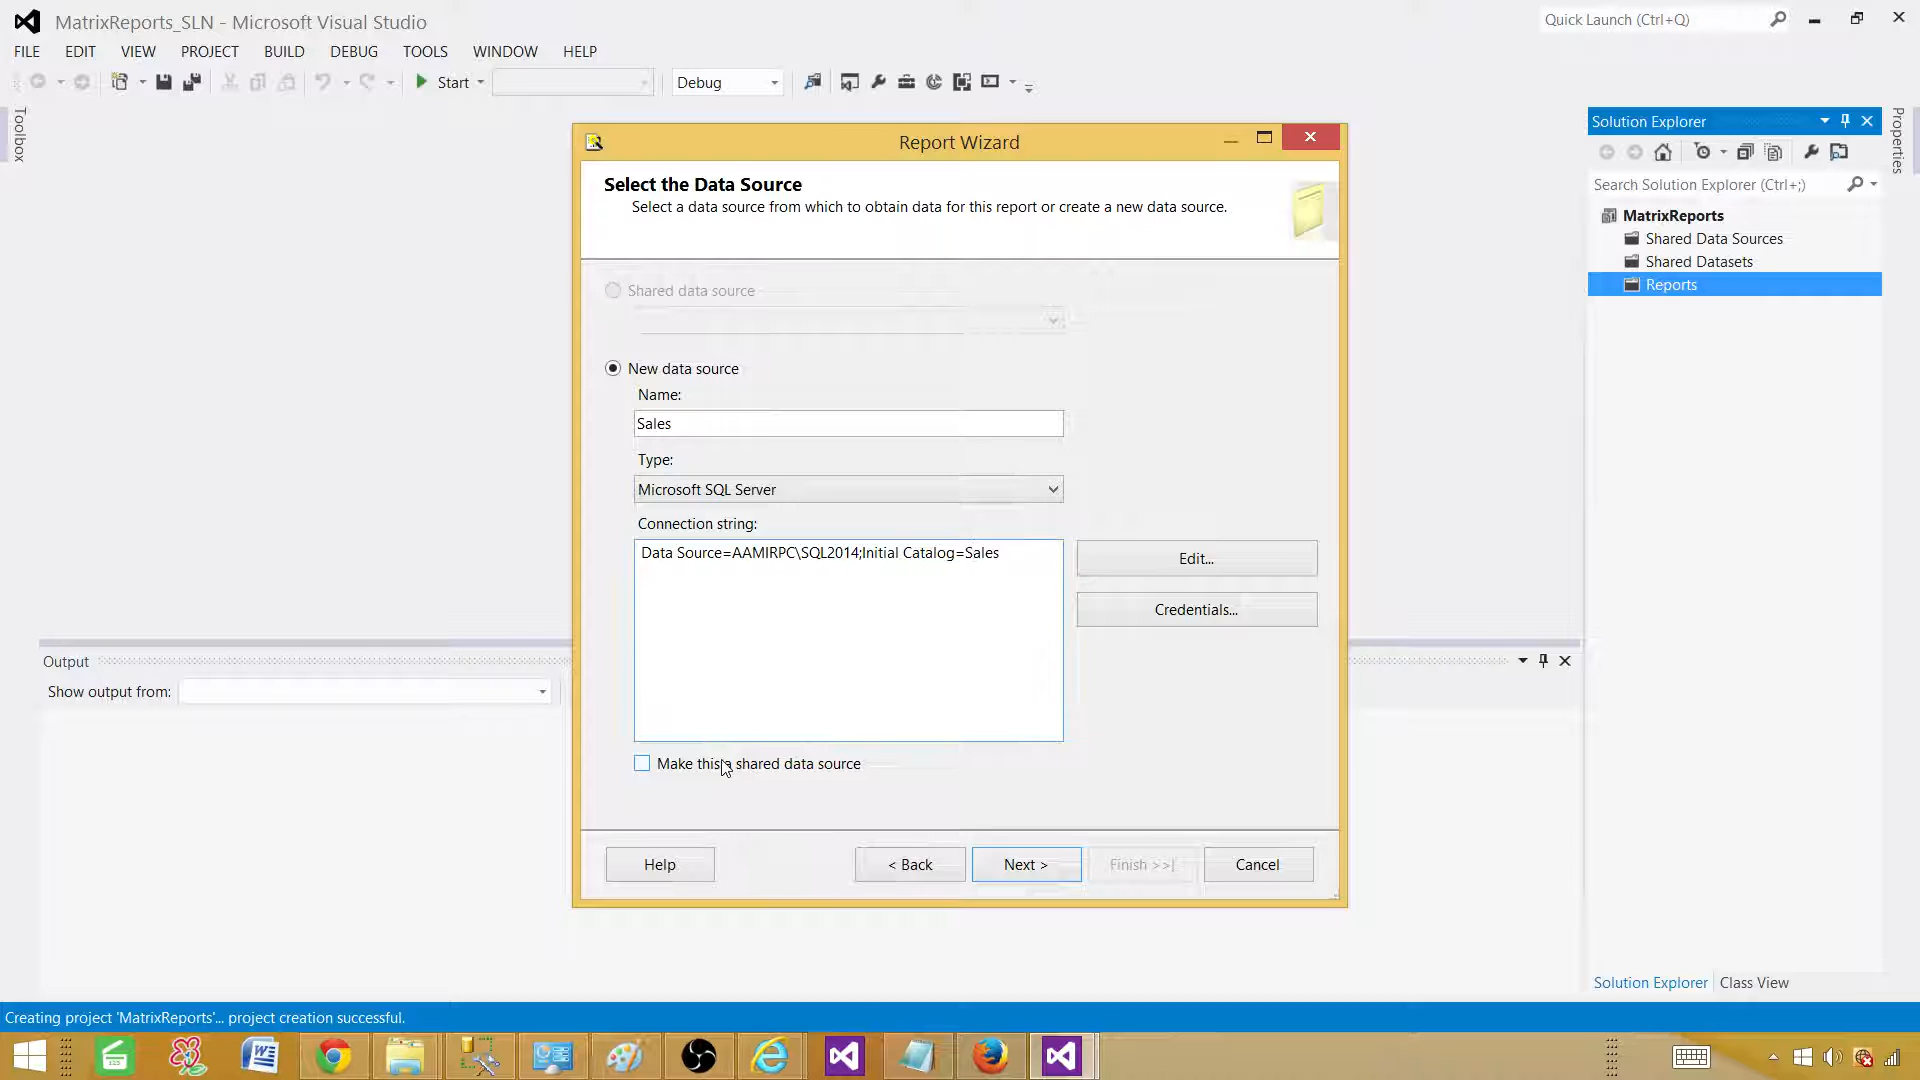 MatrixReports_SLN - Microsoft Visual Studio
Quick Launch (Ctrl+Q)
FILE EDIT VIEW PROJECT BUILD DEBUG TOOLS WINDOW HELP
Start Debug
Toolbox
Report Wizard
Select the Data Source
Select a data source from which to obtain data for this report or create a new data source.
Shared data source
New data source
Name:
Sales
Type:
Microsoft SQL Server
Connection string:
Data Source=AAMIRPC\SQL2014;Initial Catalog=Sales
Edit...
Credentials...
Make this a shared data source
Help < Back Next > Finish >>| Cancel
Solution Explorer
Search Solution Explorer (Ctrl+;)
MatrixReports
Shared Data Sources
Shared Datasets
Reports
Properties
Output
Show output from:
Solution Explorer Class View
Creating project 'MatrixReports'... project creation successful.